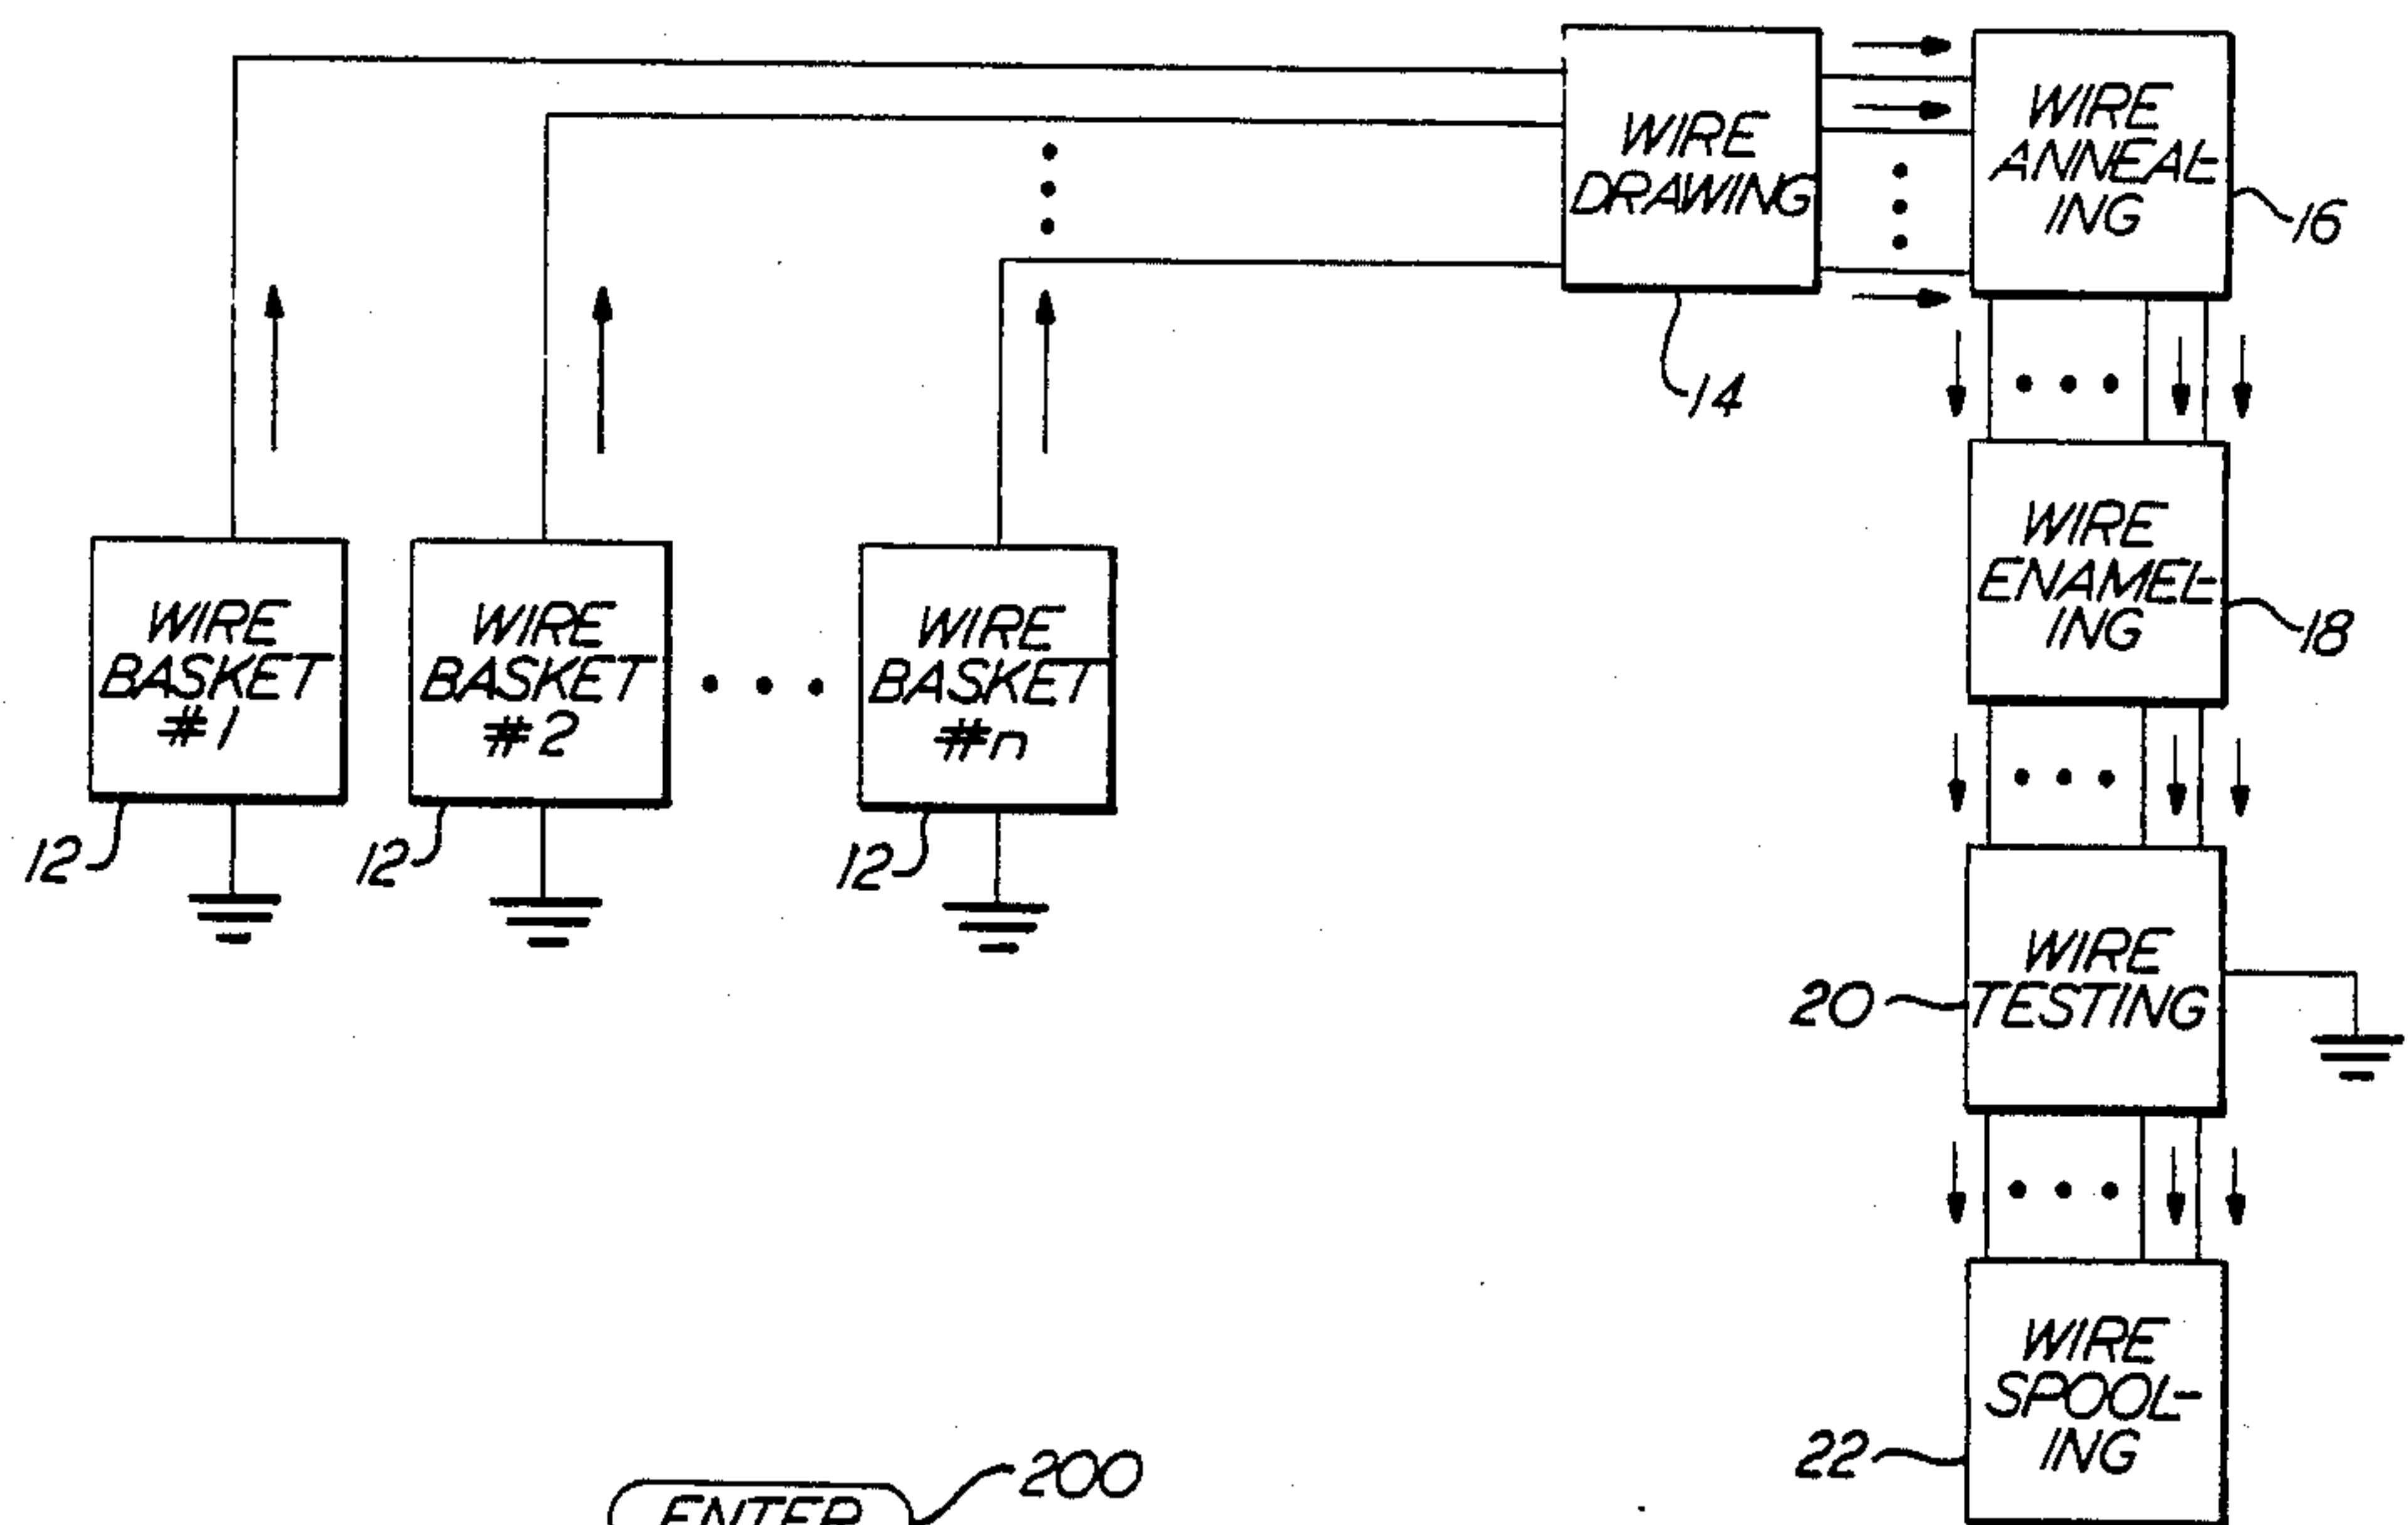 WIRE
DRAWING
14
WIRE
ANNEAL-
ING
16
WIRE
BASKET
#1
12
WIRE
BASKET
#2
12
WIRE
BASKET
#n
12
WIRE
ENAMEL-
ING
18
WIRE
TESTING
20
WIRE
SPOOL-
ING
22
ENTER
200